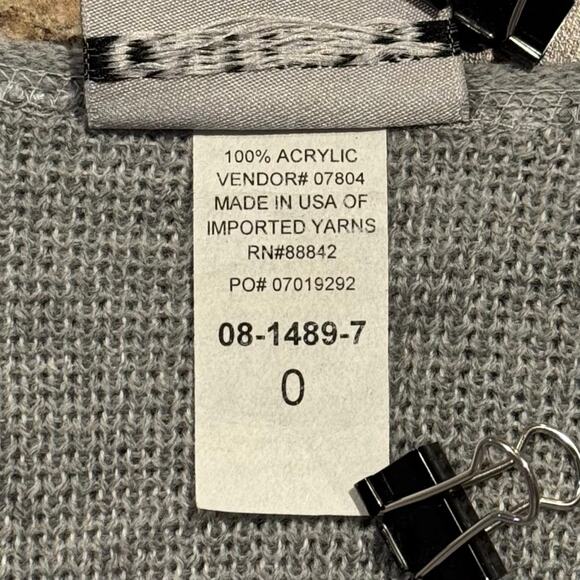 100% ACRYLIC
VENDOR# 07804
MADE IN USA OF
IMPORTED YARNS
RN#88842
PO# 07019292
08-1489-7
0